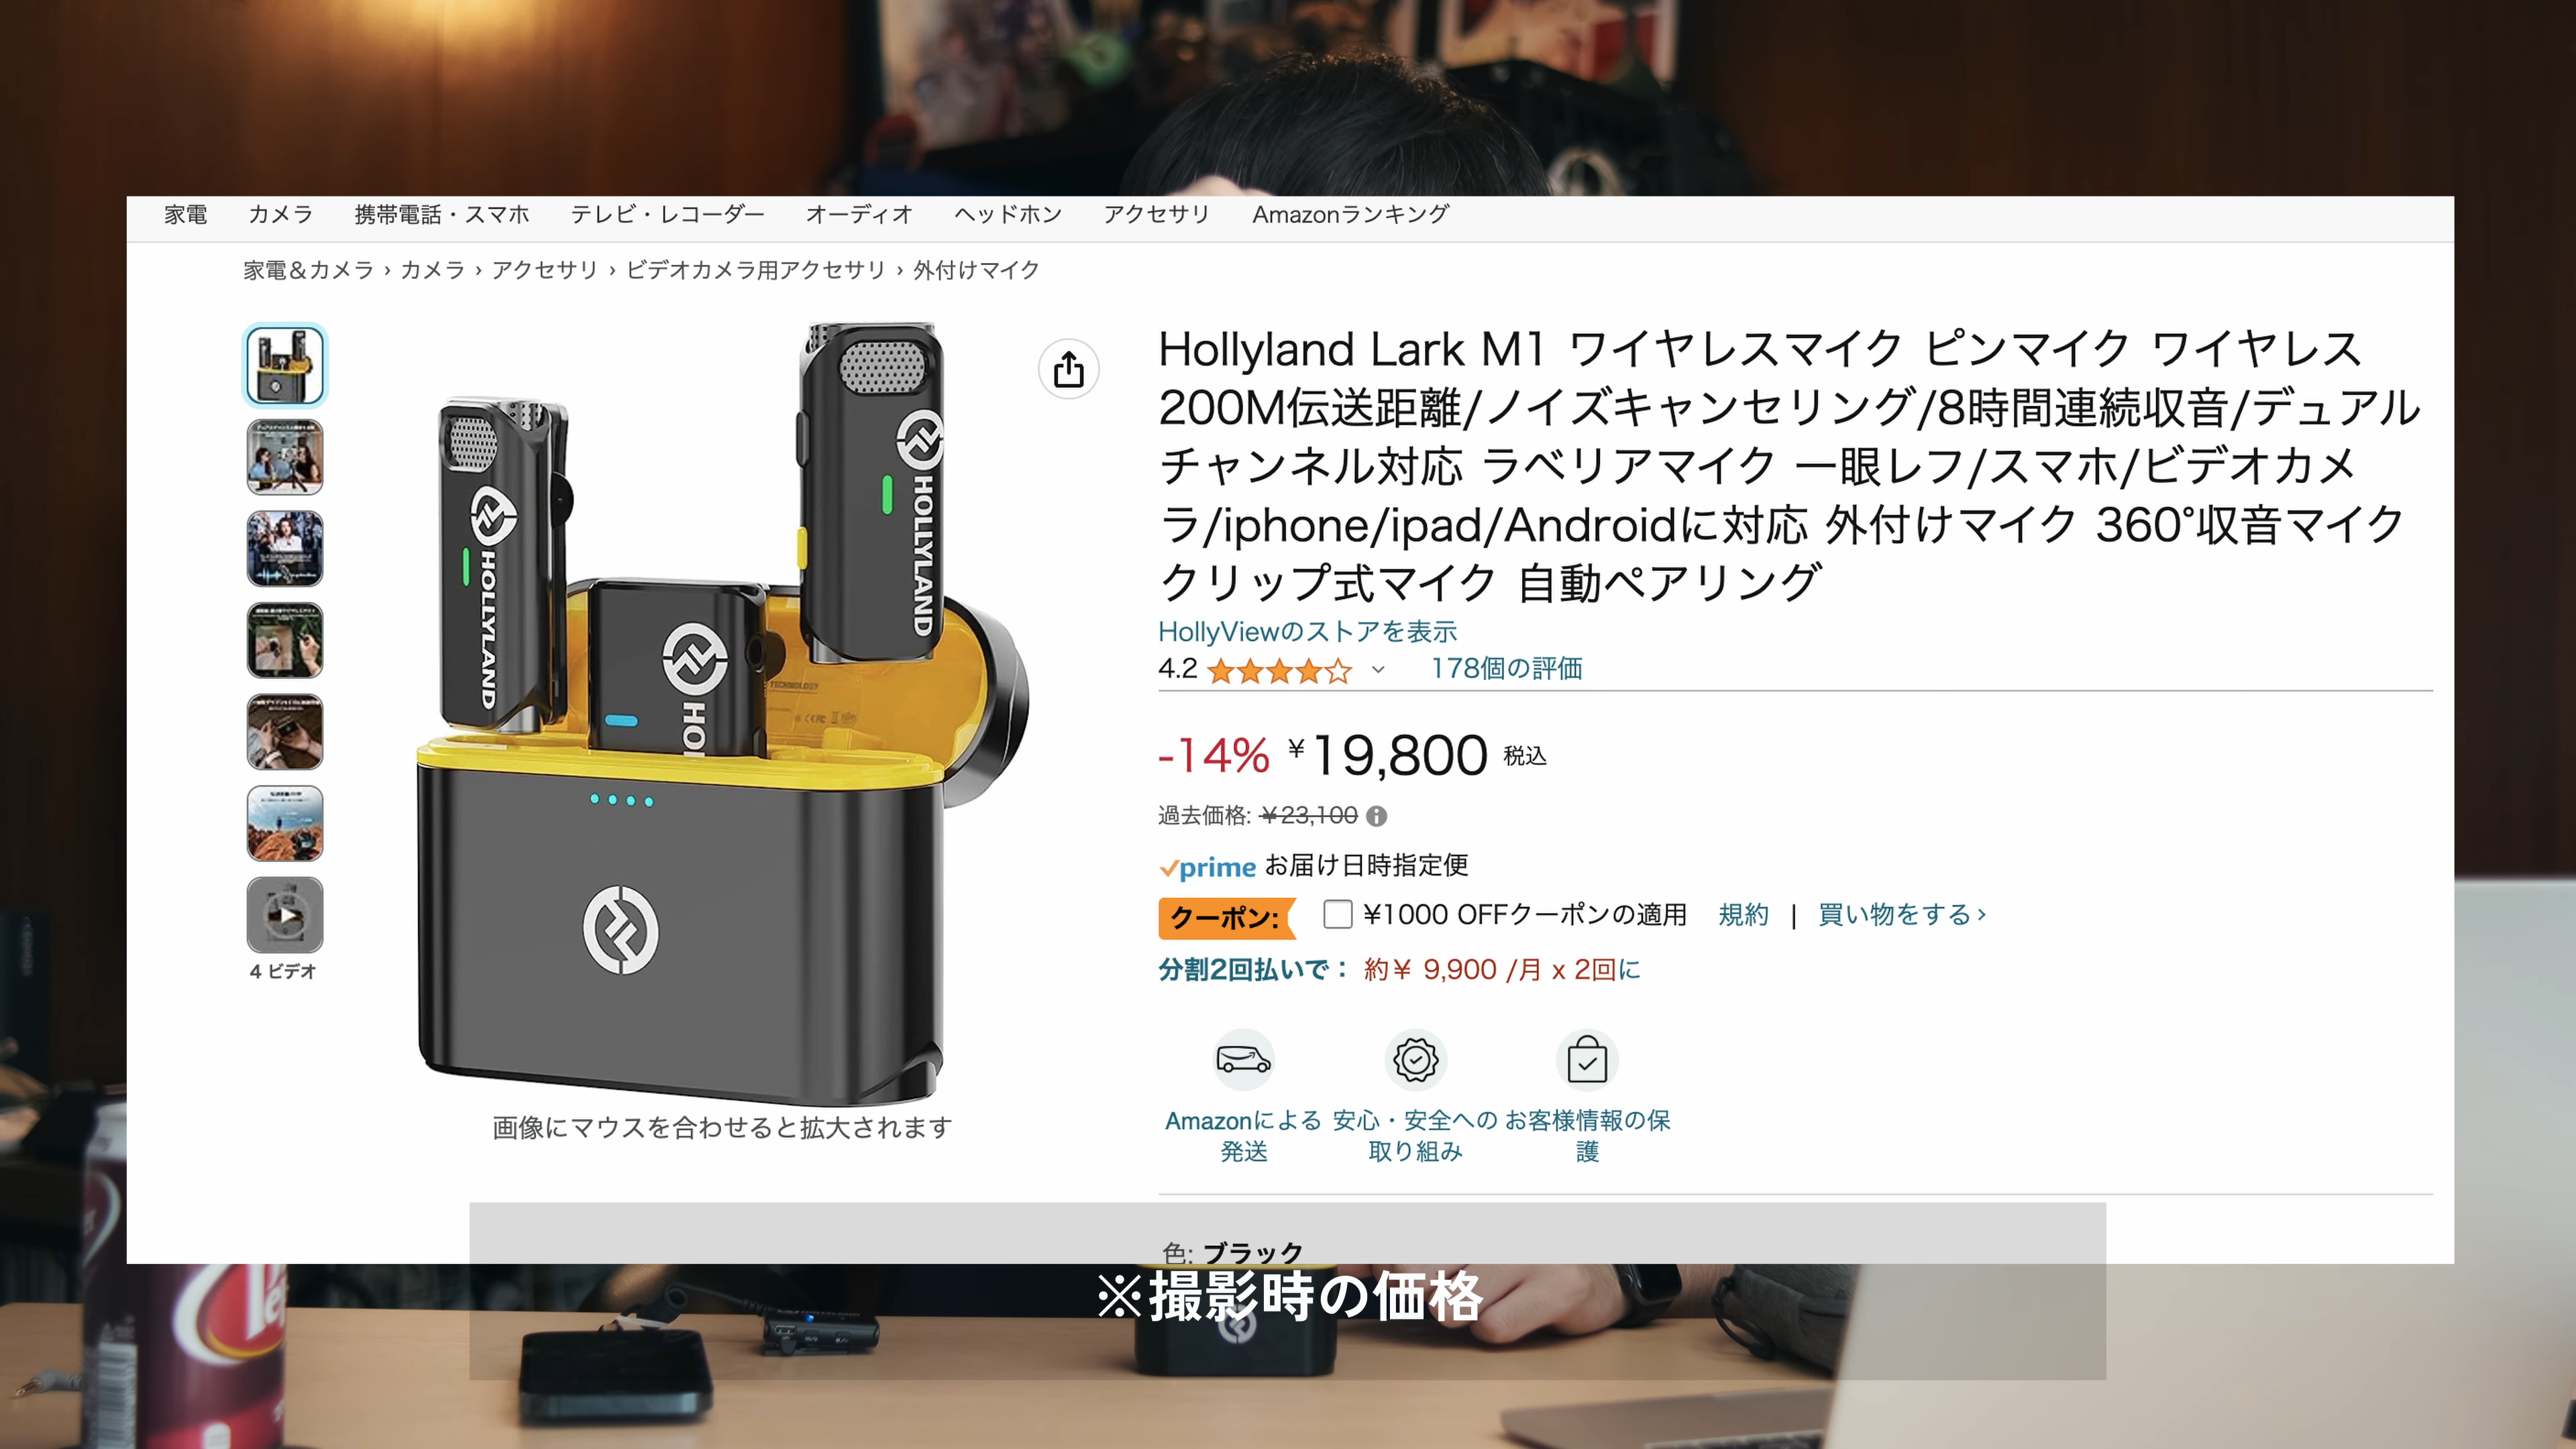 家電 カメラ 携帯電話・スマホ テレビ・レコーダー オーディオ ヘッドホン アクセサリ Amazonランキング
家電＆カメラ › カメラ › アクセサリ › ビデオカメラ用アクセサリ › 外付けマイク
HOLLYLAND
HOLLYLAND
HOL
TECHNOLOGY
4 ビデオ
画像にマウスを合わせると拡大されます
Hollyland Lark M1 ワイヤレスマイク ピンマイク ワイヤレス
200M伝送距離/ノイズキャンセリング/8時間連続収音/デュアル
チャンネル対応 ラベリアマイク 一眼レフ/スマホ/ビデオカメ
ラ/iphone/ipad/Androidに対応 外付けマイク 360°収音マイク
クリップ式マイク 自動ペアリング
HollyViewのストアを表示
4.2 178個の評価
-14% ￥19,800 税込
過去価格: ￥23,100
prime お届け日時指定便
クーポン: ¥1000 OFFクーポンの適用 規約 | 買い物をする ›
分割2回払いで： 約￥ 9,900 /月 x 2回に
Amazonによる
発送
安心・安全への
取り組み
お客様情報の保
護
色: ブラック
※撮影時の価格